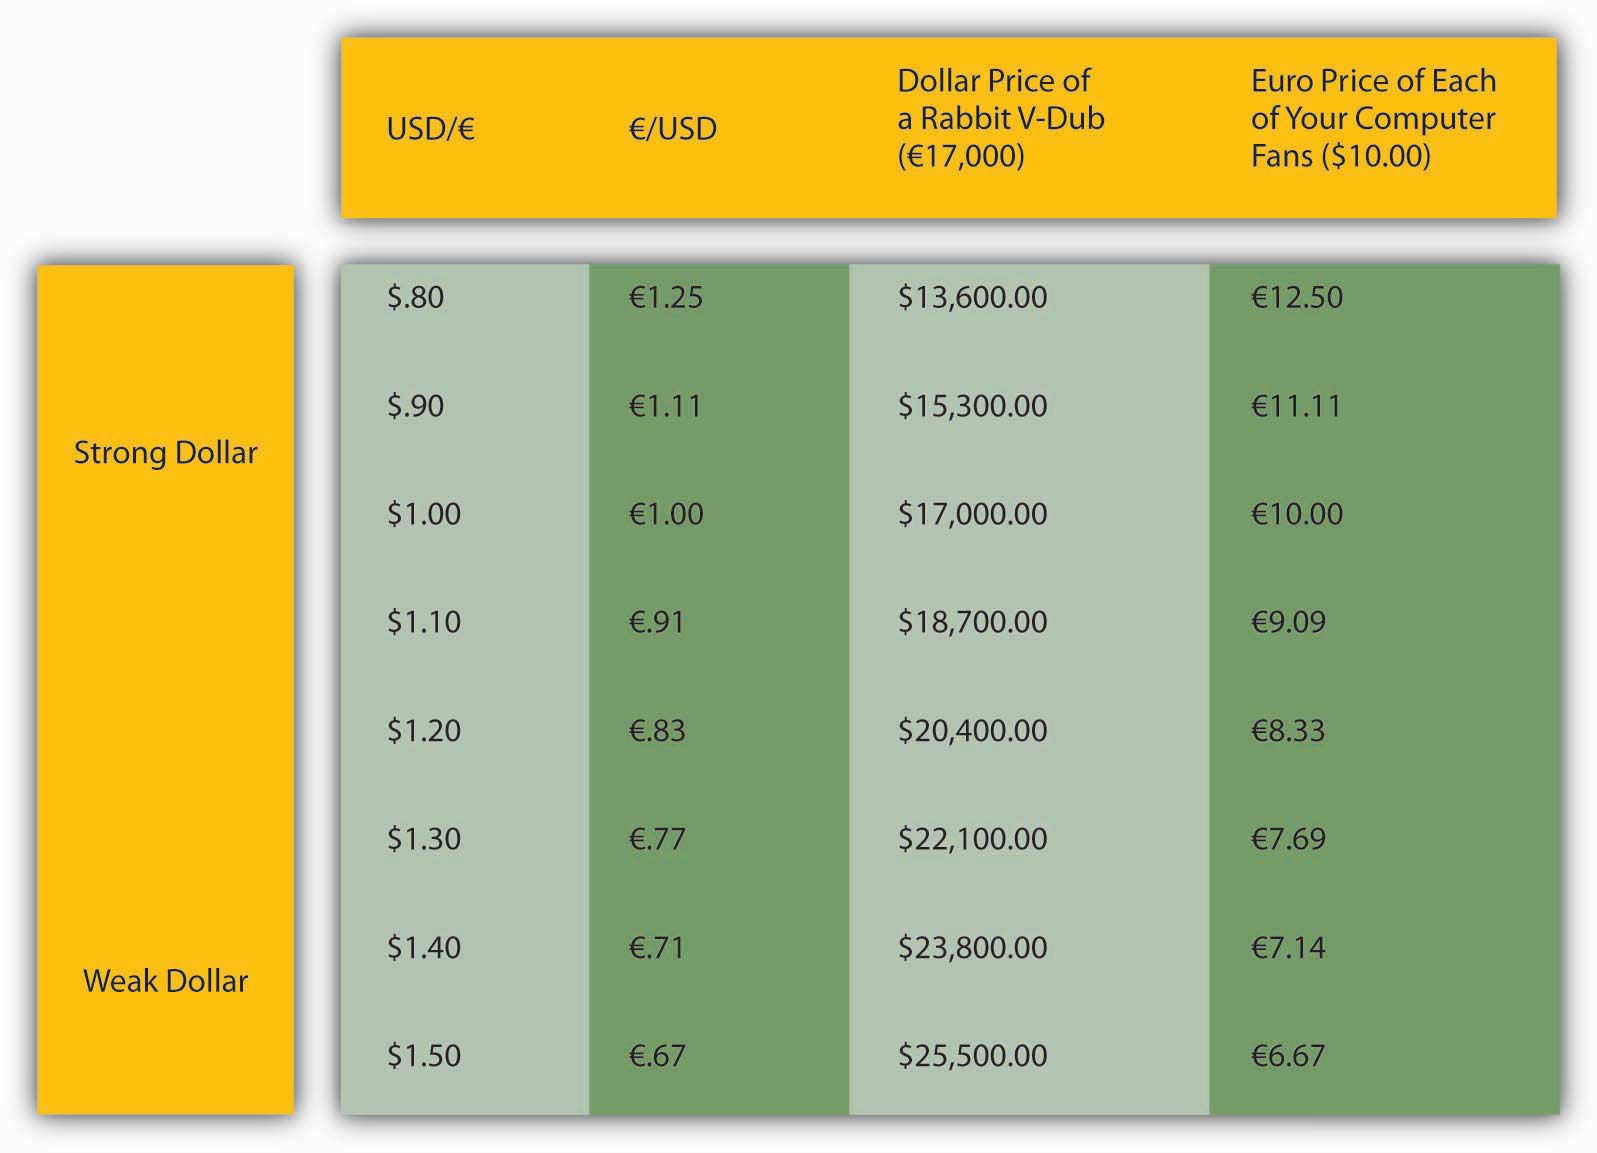 USD/€
€/USD
Dollar Price of
a Rabbit V-Dub
(€17,000)
Euro Price of Each
of Your Computer
Fans ($10.00)
Strong Dollar
Weak Dollar
$.80 €1.25 $13,600.00 €12.50
$.90 €1.11 $15,300.00 €11.11
$1.00 €1.00 $17,000.00 €10.00
$1.10 €.91 $18,700.00 €9.09
$1.20 €.83 $20,400.00 €8.33
$1.30 €.77 $22,100.00 €7.69
$1.40 €.71 $23,800.00 €7.14
$1.50 €.67 $25,500.00 €6.67